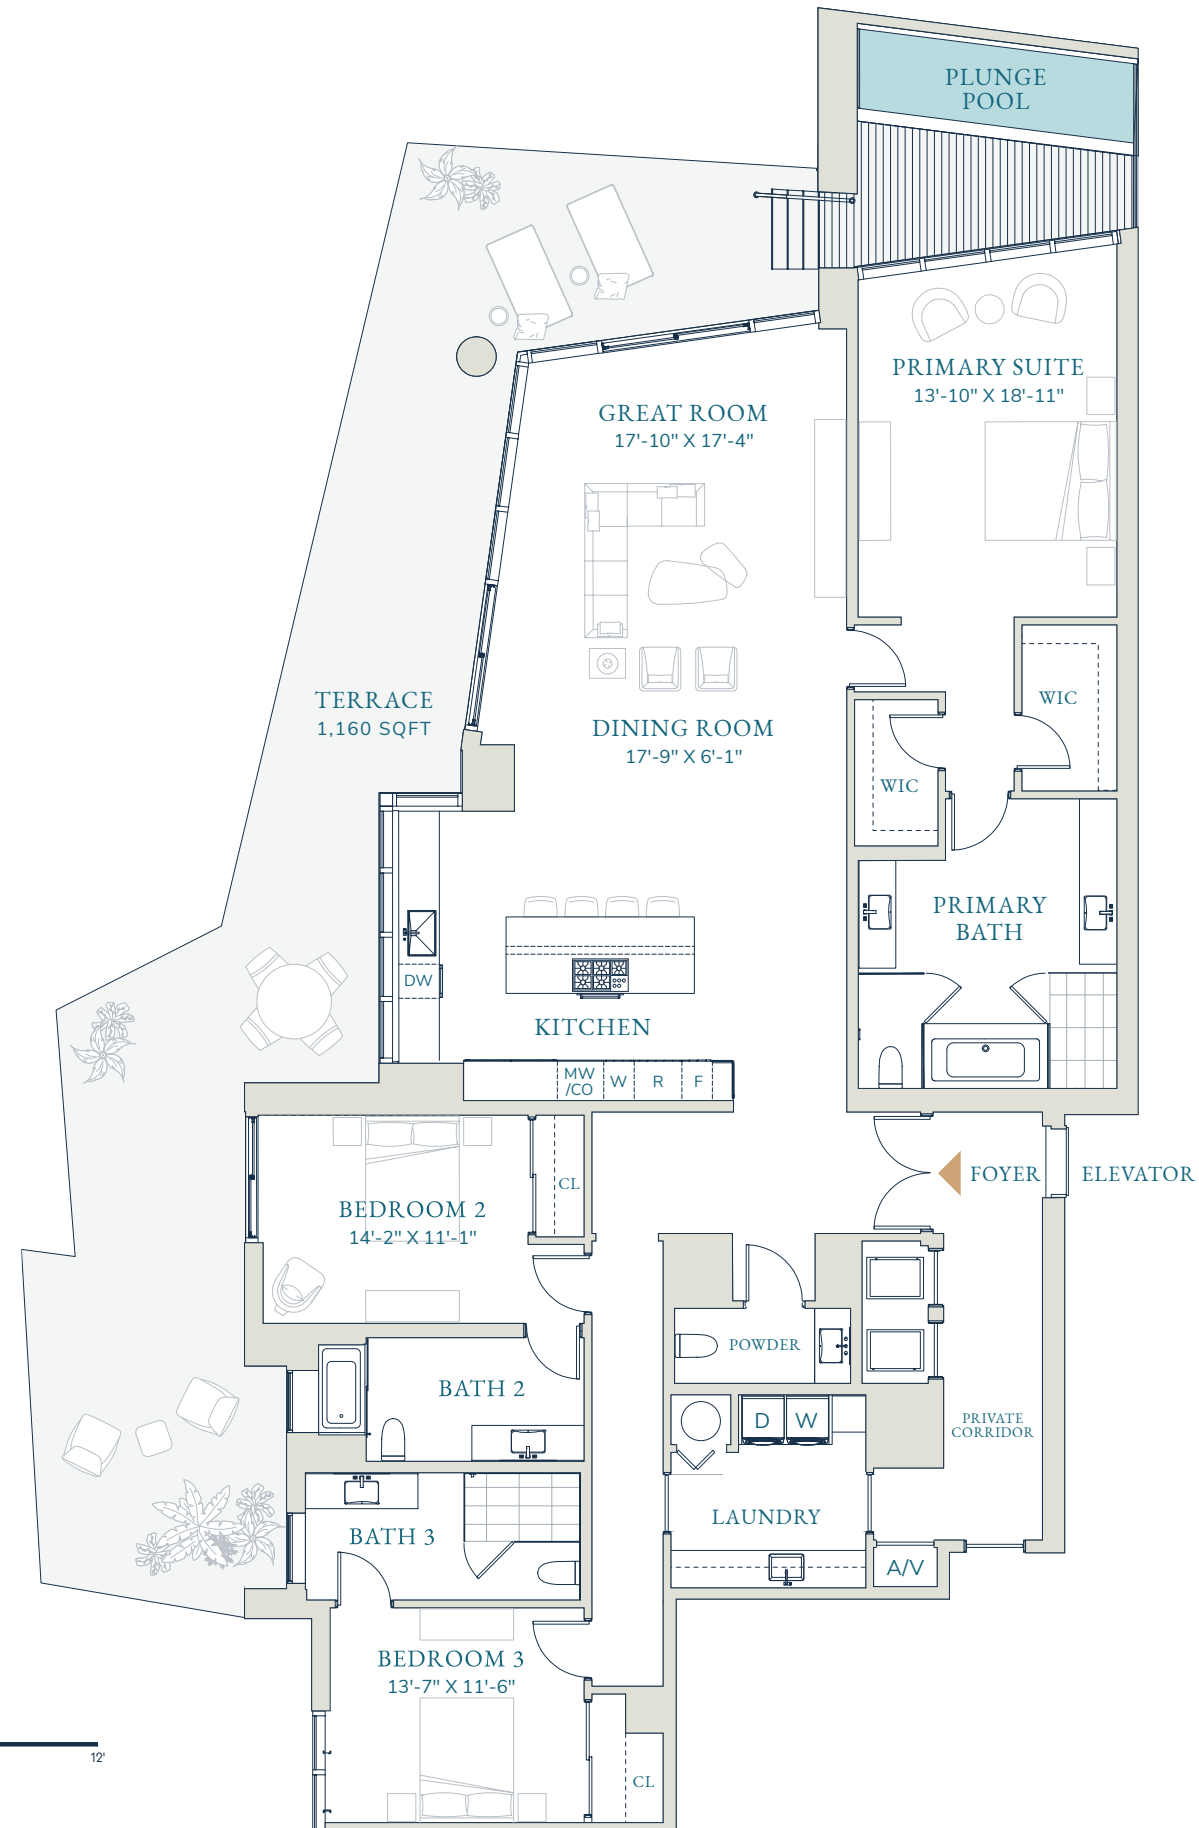 PLUNGE
POOL
PRIMARY SUITE
13'-10" X 18'-11"
GREAT ROOM
17'-10" X 17'-4"
TERRACE
1,160 SQFT
DINING ROOM
17'-9" X 6'-1"
WIC
WIC
PRIMARY
BATH
DW
KITCHEN
MW
/CO
W
R
F
FOYER
ELEVATOR
CL
BEDROOM 2
14'-2" X 11'-1"
POWDER
BATH 2
D
W
PRIVATE
CORRIDOR
LAUNDRY
BATH 3
A/V
BEDROOM 3
13'-7" X 11'-6"
CL
12'